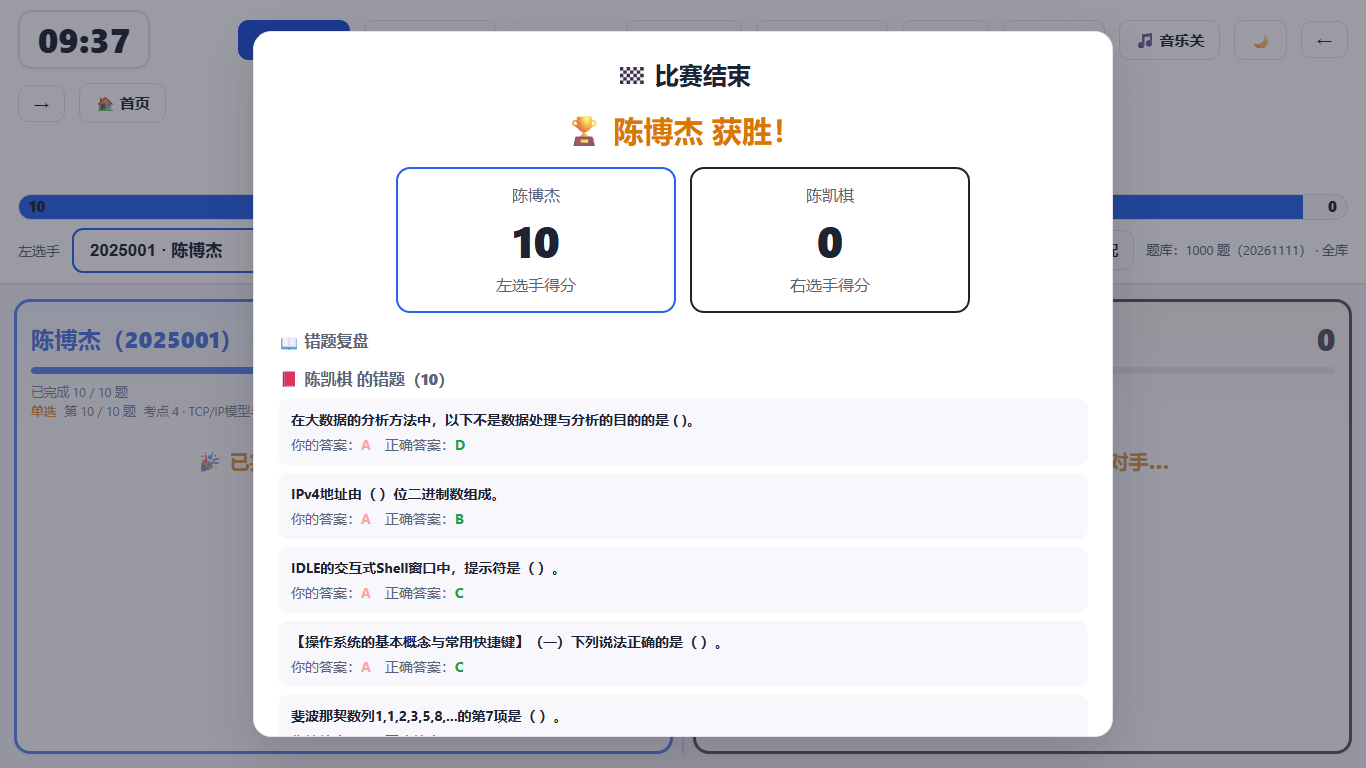 09:37
音乐关
←
→
首页
比赛结束
陈博杰 获胜！
陈博杰
10
左选手得分
陈凯棋
0
右选手得分
10
0
左选手
2025001 · 陈博杰
题库：1000 题（20261111） · 全库
陈博杰（2025001）
0
已完成 10 / 10 题
单选 第 10 / 10 题 考点 4 · TCP/IP模型
对手...
错题复盘
陈凯棋 的错题（10）
在大数据的分析方法中，以下不是数据处理与分析的目的的是 ( )。
你的答案：A 正确答案：D
IPv4地址由（ ）位二进制数组成。
你的答案：A 正确答案：B
IDLE的交互式Shell窗口中，提示符是（ ）。
你的答案：A 正确答案：C
【操作系统的基本概念与常用快捷键】（一）下列说法正确的是（ ）。
你的答案：A 正确答案：C
斐波那契数列1,1,2,3,5,8,...的第7项是（ ）。